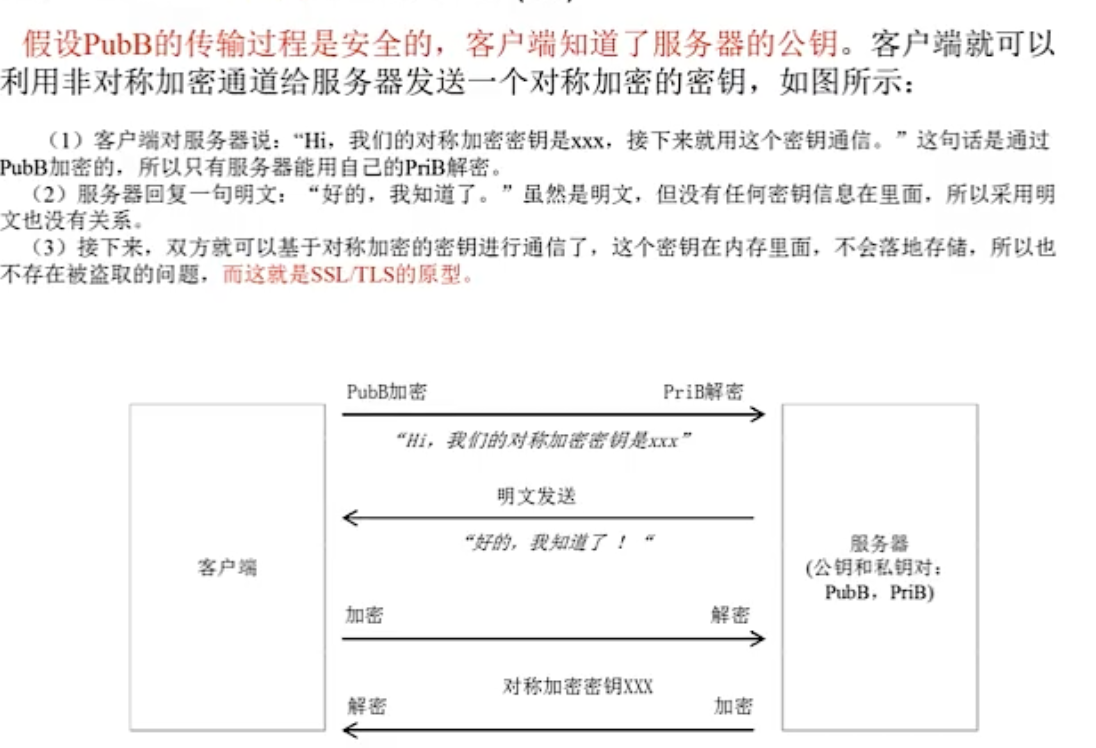 假设PubB的传输过程是安全的，客户端知道了服务器的公钥。客户端就可以
利用非对称加密通道给服务器发送一个对称加密的密钥，如图所示：
（1）客户端对服务器说：“Hi，我们的对称加密密钥是xxx，接下来就用这个密钥通信。”这句话是通过
PubB加密的，所以只有服务器能用自己的PriB解密。
（2）服务器回复一句明文：“好的，我知道了。”虽然是明文，但没有任何密钥信息在里面，所以采用明
文也没有关系。
（3）接下来，双方就可以基于对称加密的密钥进行通信了，这个密钥在内存里面，不会落地存储，所以也
不存在被盗取的问题，而这就是SSL/TLS的原型。
PubB加密 PriB解密
“Hi，我们的对称加密密钥是xxx”
明文发送
“好的，我知道了！“
客户端
服务器
(公钥和私钥对：
PubB，PriB)
加密 解密
对称加密密钥XXX
解密 加密